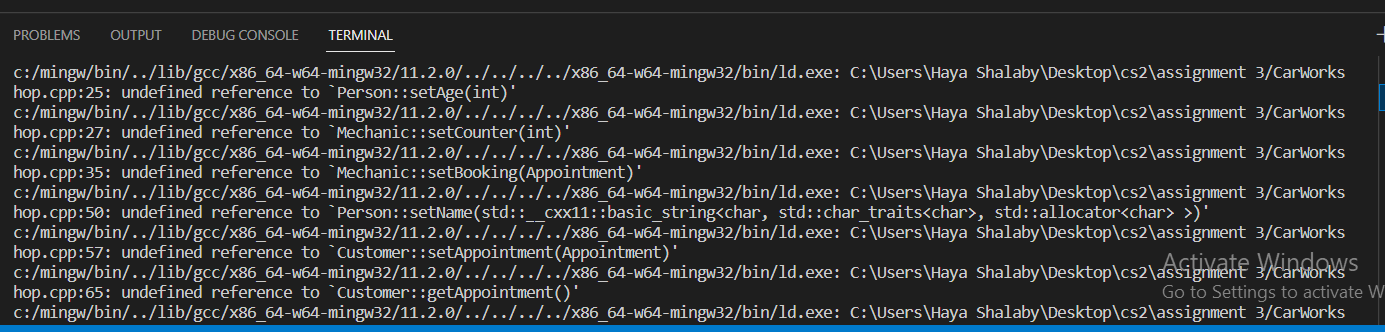 PROBLEMS OUTPUT DEBUG CONSOLE TERMINAL
c:/mingw/bin/../lib/gcc/x86_64-w64-mingw32/11.2.0/../../../../x86_64-w64-mingw32/bin/ld.exe: C:\Users\Haya Shalaby\Desktop\cs2\assignment 3/CarWorks
hop.cpp:25: undefined reference to `Person::setAge(int)'
c:/mingw/bin/../lib/gcc/x86_64-w64-mingw32/11.2.0/../../../../x86_64-w64-mingw32/bin/ld.exe: C:\Users\Haya Shalaby\Desktop\cs2\assignment 3/CarWorks
hop.cpp:27: undefined reference to `Mechanic::setCounter(int)'
c:/mingw/bin/../lib/gcc/x86_64-w64-mingw32/11.2.0/../../../../x86_64-w64-mingw32/bin/ld.exe: C:\Users\Haya Shalaby\Desktop\cs2\assignment 3/CarWorks
hop.cpp:35: undefined reference to `Mechanic::setBooking(Appointment)'
c:/mingw/bin/../lib/gcc/x86_64-w64-mingw32/11.2.0/../../../../x86_64-w64-mingw32/bin/ld.exe: C:\Users\Haya Shalaby\Desktop\cs2\assignment 3/CarWorks
hop.cpp:50: undefined reference to `Person::setName(std::__cxx11::basic_string<char, std::char_traits<char>, std::allocator<char> >)'
c:/mingw/bin/../lib/gcc/x86_64-w64-mingw32/11.2.0/../../../../x86_64-w64-mingw32/bin/ld.exe: C:\Users\Haya Shalaby\Desktop\cs2\assignment 3/CarWorks
hop.cpp:57: undefined reference to `Customer::setAppointment(Appointment)'
c:/mingw/bin/../lib/gcc/x86_64-w64-mingw32/11.2.0/../../../../x86_64-w64-mingw32/bin/ld.exe: C:\Users\Haya Shalaby\Desktop\cs2\assignment 3/CarWorks
hop.cpp:65: undefined reference to `Customer::getAppointment()'
c:/mingw/bin/../lib/gcc/x86_64-w64-mingw32/11.2.0/../../../../x86_64-w64-mingw32/bin/ld.exe: C:\Users\Haya Shalaby\Desktop\cs2\assignment 3/CarWorks
Activate Windows
Go to Settings to activate W